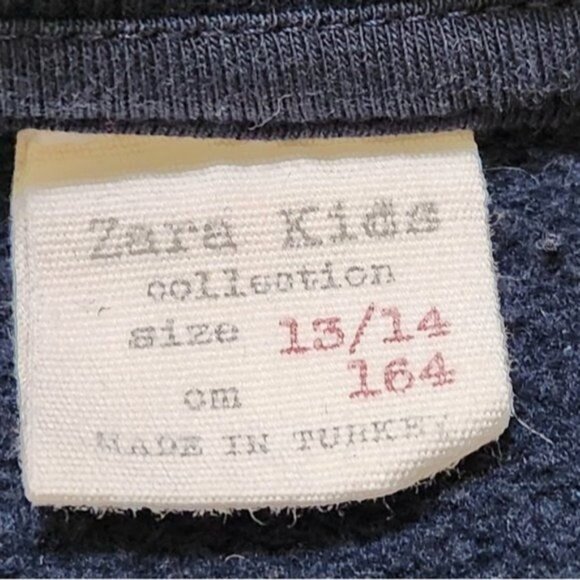 Zara Kids
collection
size 13/14
cm 164
MADE IN TURKEY